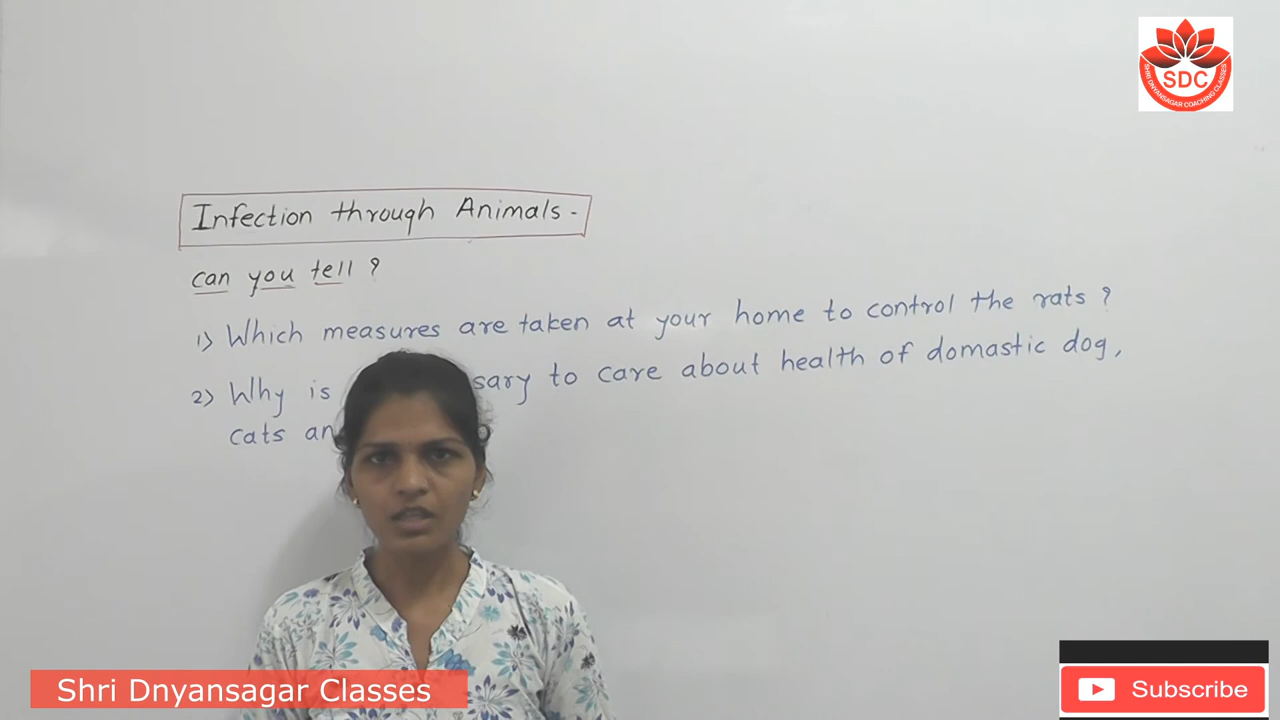 SDC
SHRI DNYANSAGAR COACHING CLASSES
Infection through Animals -
can you tell ?
1) Which measures are taken at your home to control the rats ?
2) Why is sary to care about health of domastic dog,
cats an
Shri Dnyansagar Classes
Subscribe